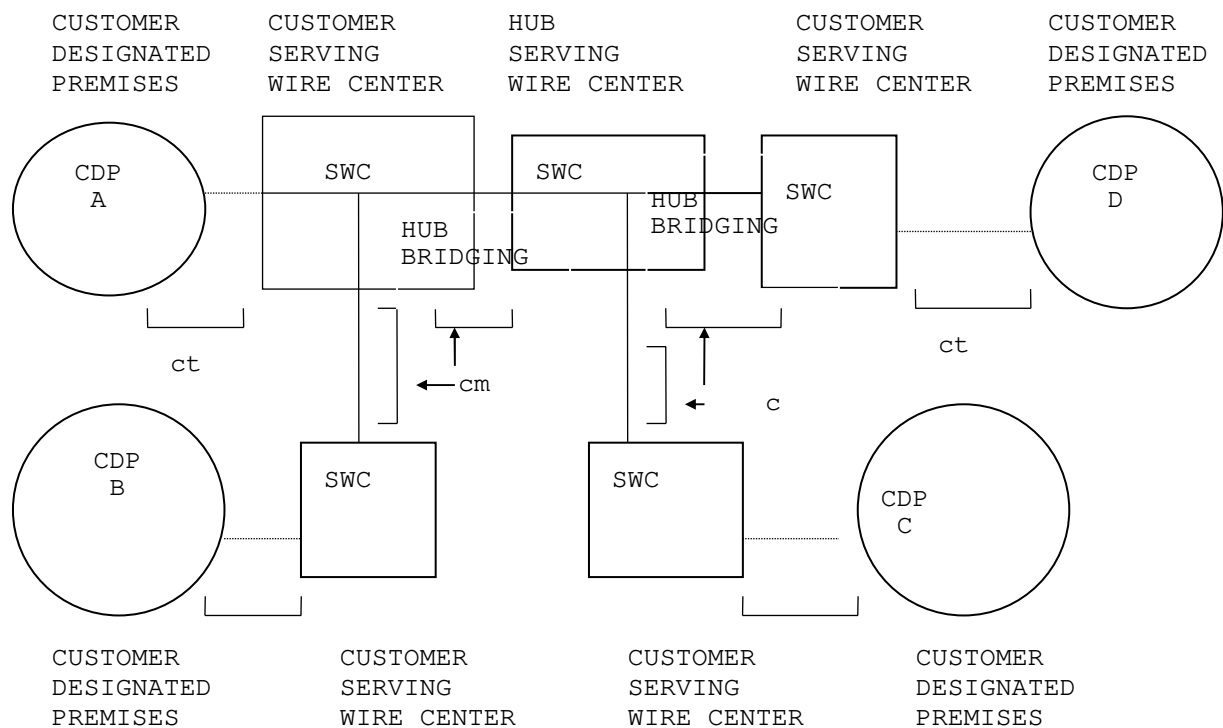 CUSTOMER DESIGNATED PREMISES
CUSTOMER SERVING WIRE CENTER
HUB SERVING WIRE CENTER
CUSTOMER SERVING WIRE CENTER
CUSTOMER DESIGNATED PREMISES
CDP
A
SWC
HUB
BRIDGING
SWC
HUB
BRIDGING
SWC
CDP
D
ct
cm
c
ct
CDP
B
SWC
SWC
CDP
C
CUSTOMER DESIGNATED PREMISES
CUSTOMER SERVING WIRE CENTER
CUSTOMER SERVING WIRE CENTER
CUSTOMER DESIGNATED PREMISES